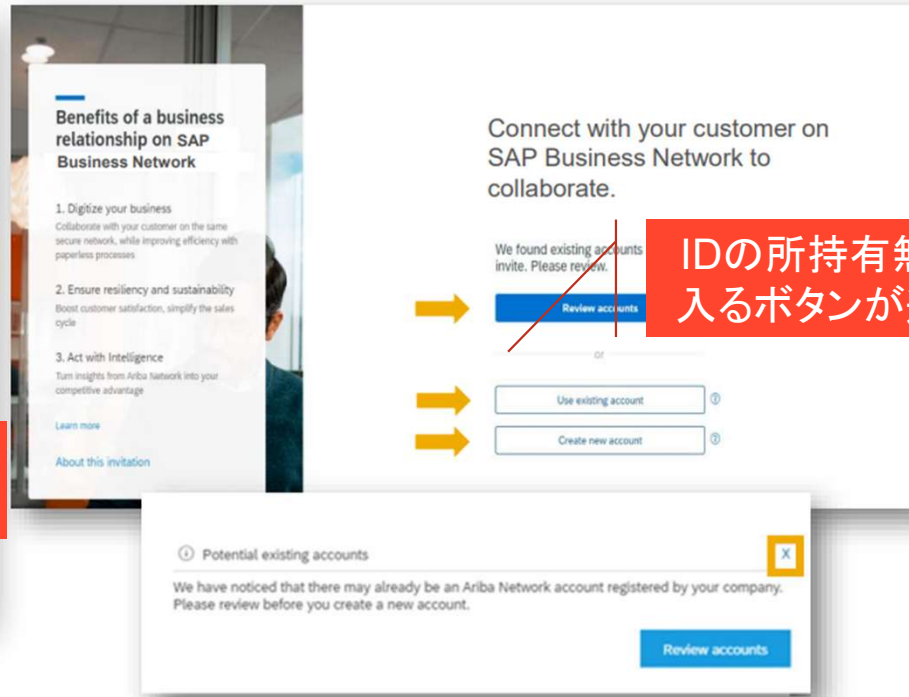 Benefits of a business
relationship on SAP
Business Network
1. Digitize your business
Collaborate with your customer on the same
secure network, while improving efficiency with
paperless processes
2. Ensure resiliency and sustainability
Boost customer satisfaction, simplify the sales
cycle
3. Act with Intelligence
Turn insights from Ariba Network into your
competitive advantage
Learn more
About this invitation
Connect with your customer on
SAP Business Network to
collaborate.
We found existing accounts
invite. Please review.
Review accounts
or
Use existing account
Create new account
IDの所持有無
入るボタンが
Potential existing accounts
X
We have noticed that there may already be an Ariba Network account registered by your company.
Please review before you create a new account.
Review accounts